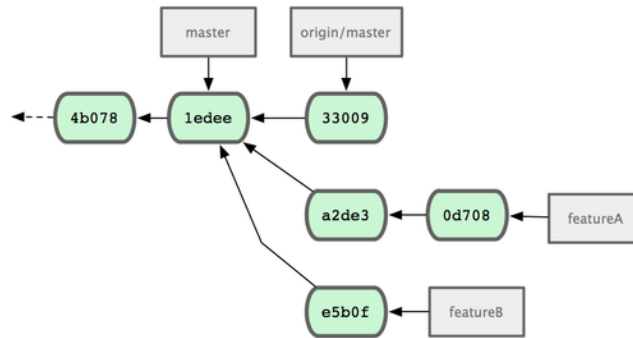 master
origin/master
4b078
1edee
33009
a2de3
0d708
featureA
e5b0f
featureB